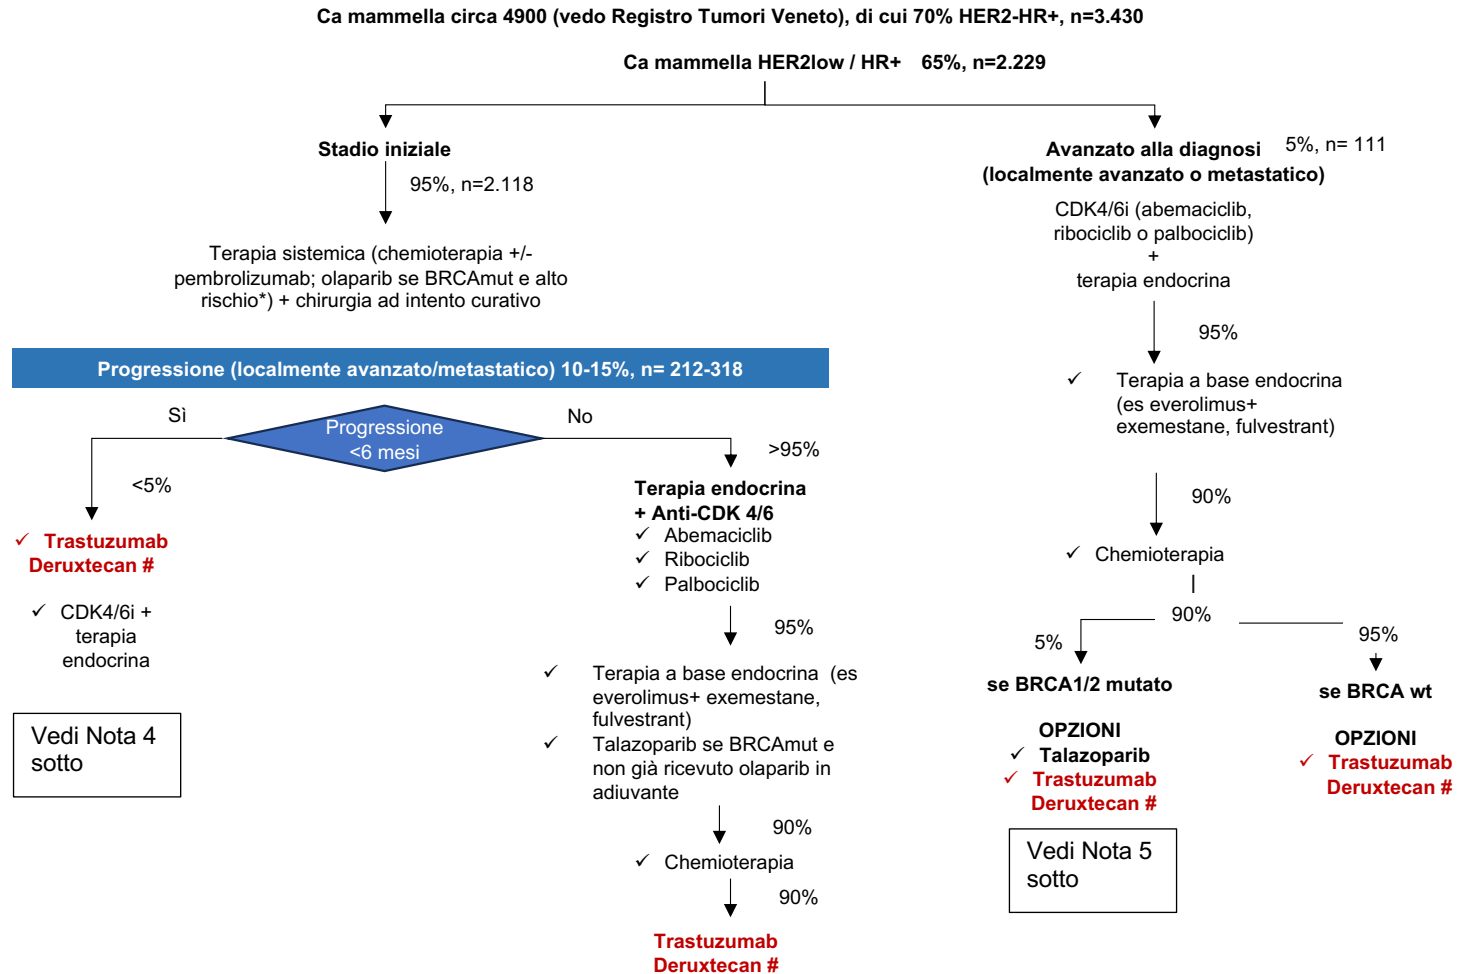 Ca mammella circa 4900 (vedo Registro Tumori Veneto), di cui 70% HER2-HR+, n=3.430
Ca mammella HER2low / HR+ 65%, n=2.229
Stadio iniziale
95%, n=2.118
Terapia sistemica (chemioterapia +/-
pembrolizumab; olaparib se BRCAmut e alto
rischio*) + chirurgia ad intento curativo
Progressione (localmente avanzato/metastatico) 10-15%, n= 212-318
Sì
Progressione
<6 mesi
No
<5%
✓ Trastuzumab
Deruxtecan #
✓ CDK4/6i +
terapia
endocrina
Vedi Nota 4
sotto
>95%
Terapia endocrina
+ Anti-CDK 4/6
✓ Abemaciclib
✓ Ribociclib
✓ Palbociclib
95%
✓ Terapia a base endocrina (es
everolimus+ exemestane,
fulvestrant)
✓ Talazoparib se BRCAmut e
non già ricevuto olaparib in
adiuvante
90%
✓ Chemioterapia
90%
Trastuzumab
Deruxtecan #
Avanzato alla diagnosi 5%, n= 111
(localmente avanzato o metastatico)
CDK4/6i (abemaciclib,
ribociclib o palbociclib)
+
terapia endocrina
95%
✓ Terapia a base endocrina
(es everolimus+
exemestane, fulvestrant)
90%
✓ Chemioterapia
90%
5%
se BRCA1/2 mutato
OPZIONI
✓ Talazoparib
✓ Trastuzumab
Deruxtecan #
Vedi Nota 5
sotto
95%
se BRCA wt
OPZIONI
✓ Trastuzumab
Deruxtecan #